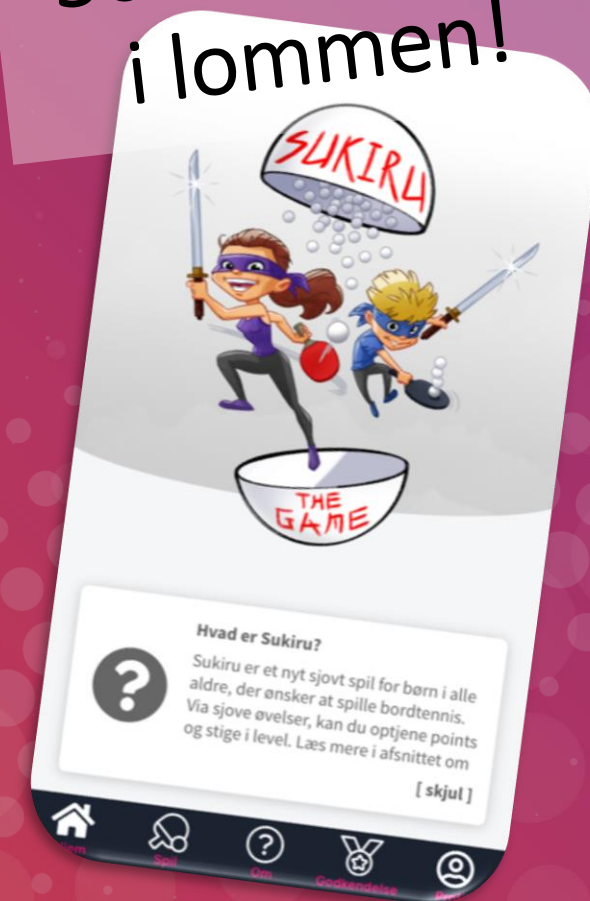 i lommen!
SUKIRU
THE
GAME
Hvad er Sukiru?
Sukiru er et nyt sjovt spil for børn i alle
aldre, der ønsker at spille bordtennis.
Via sjove øvelser, kan du optjene points
og stige i level. Læs mere i afsnittet om
[ skjul ]
Spil
Om
Godkendelse